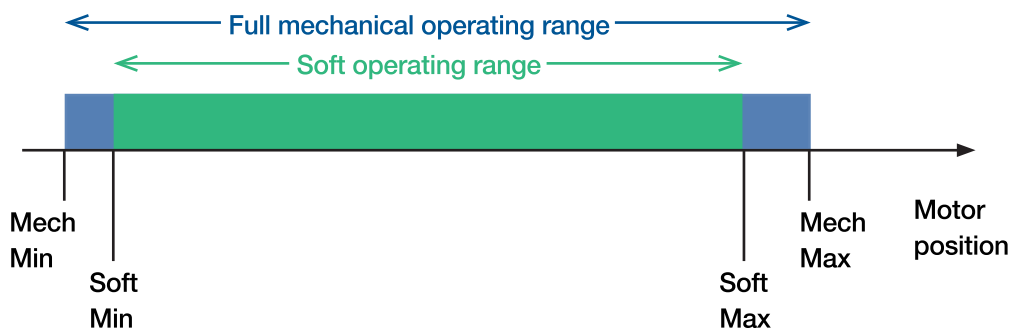 Full mechanical operating range
Soft operating range
Mech
Min
Soft
Min
Soft
Max
Mech
Max
Motor
position